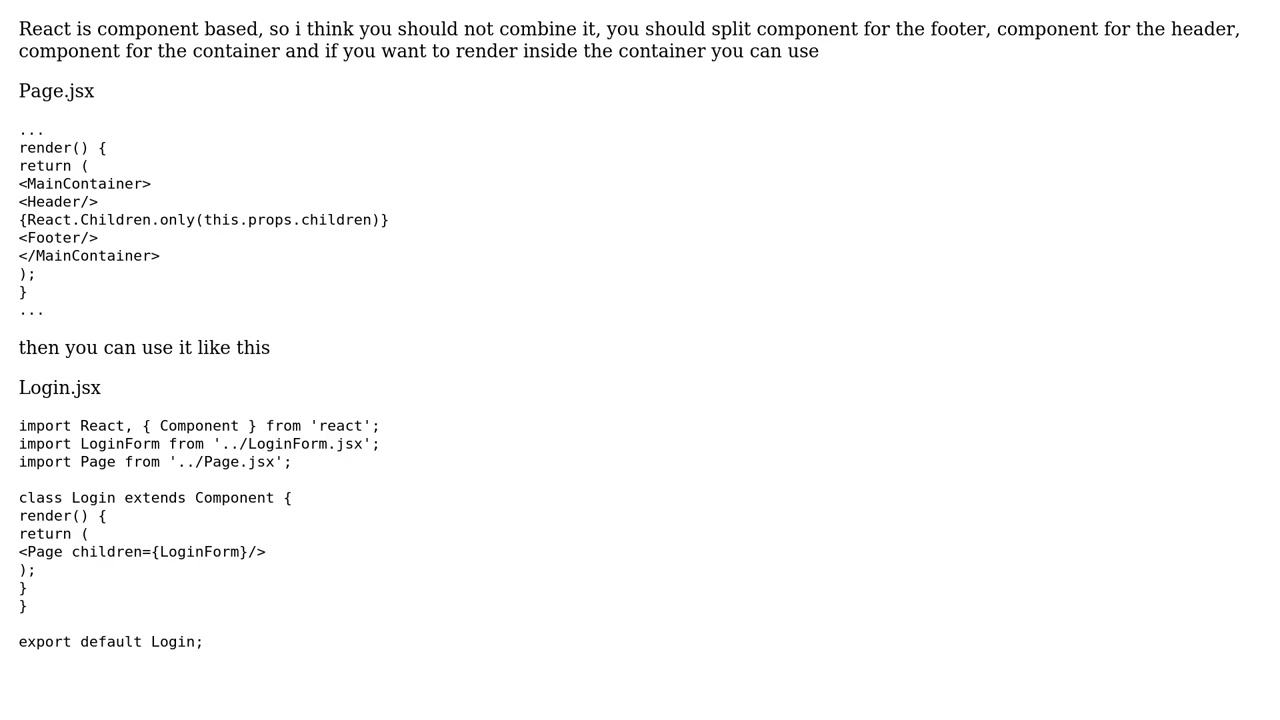 React is component based, so i think you should not combine it, you should split component for the footer, component for the header,
component for the container and if you want to render inside the container you can use
Page.jsx
...
render() {
return (
<MainContainer>
<Header/>
{React.Children.only(this.props.children)}
<Footer/>
</MainContainer>
);
}
...
then you can use it like this
Login.jsx
import React, { Component } from 'react';
import LoginForm from '../LoginForm.jsx';
import Page from '../Page.jsx';
class Login extends Component {
render() {
return (
<Page children={LoginForm}/>
);
}
}
export default Login;